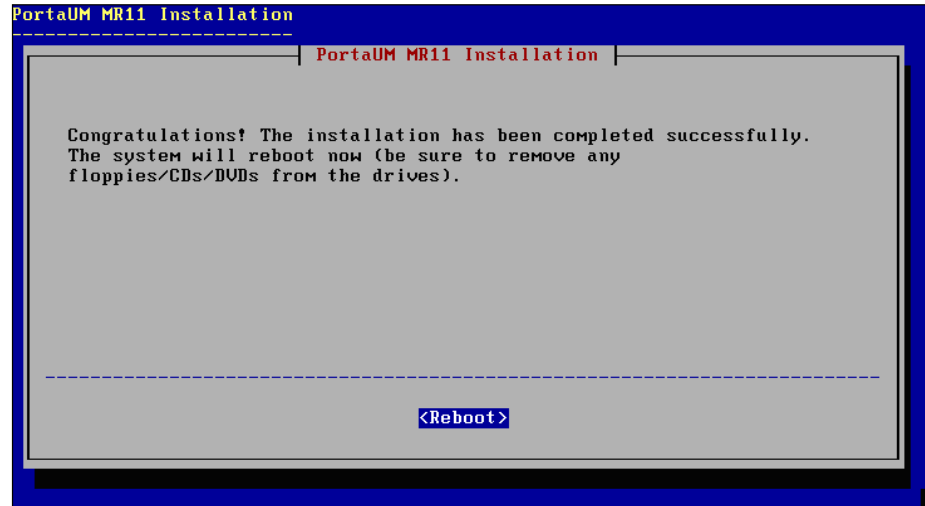 PortaUM MR11 Installation
-------------------------
PortaUM MR11 Installation
Congratulations! The installation has been completed successfully.
The system will reboot now (be sure to remove any
floppies/CDs/DVDs from the drives).
<Reboot>